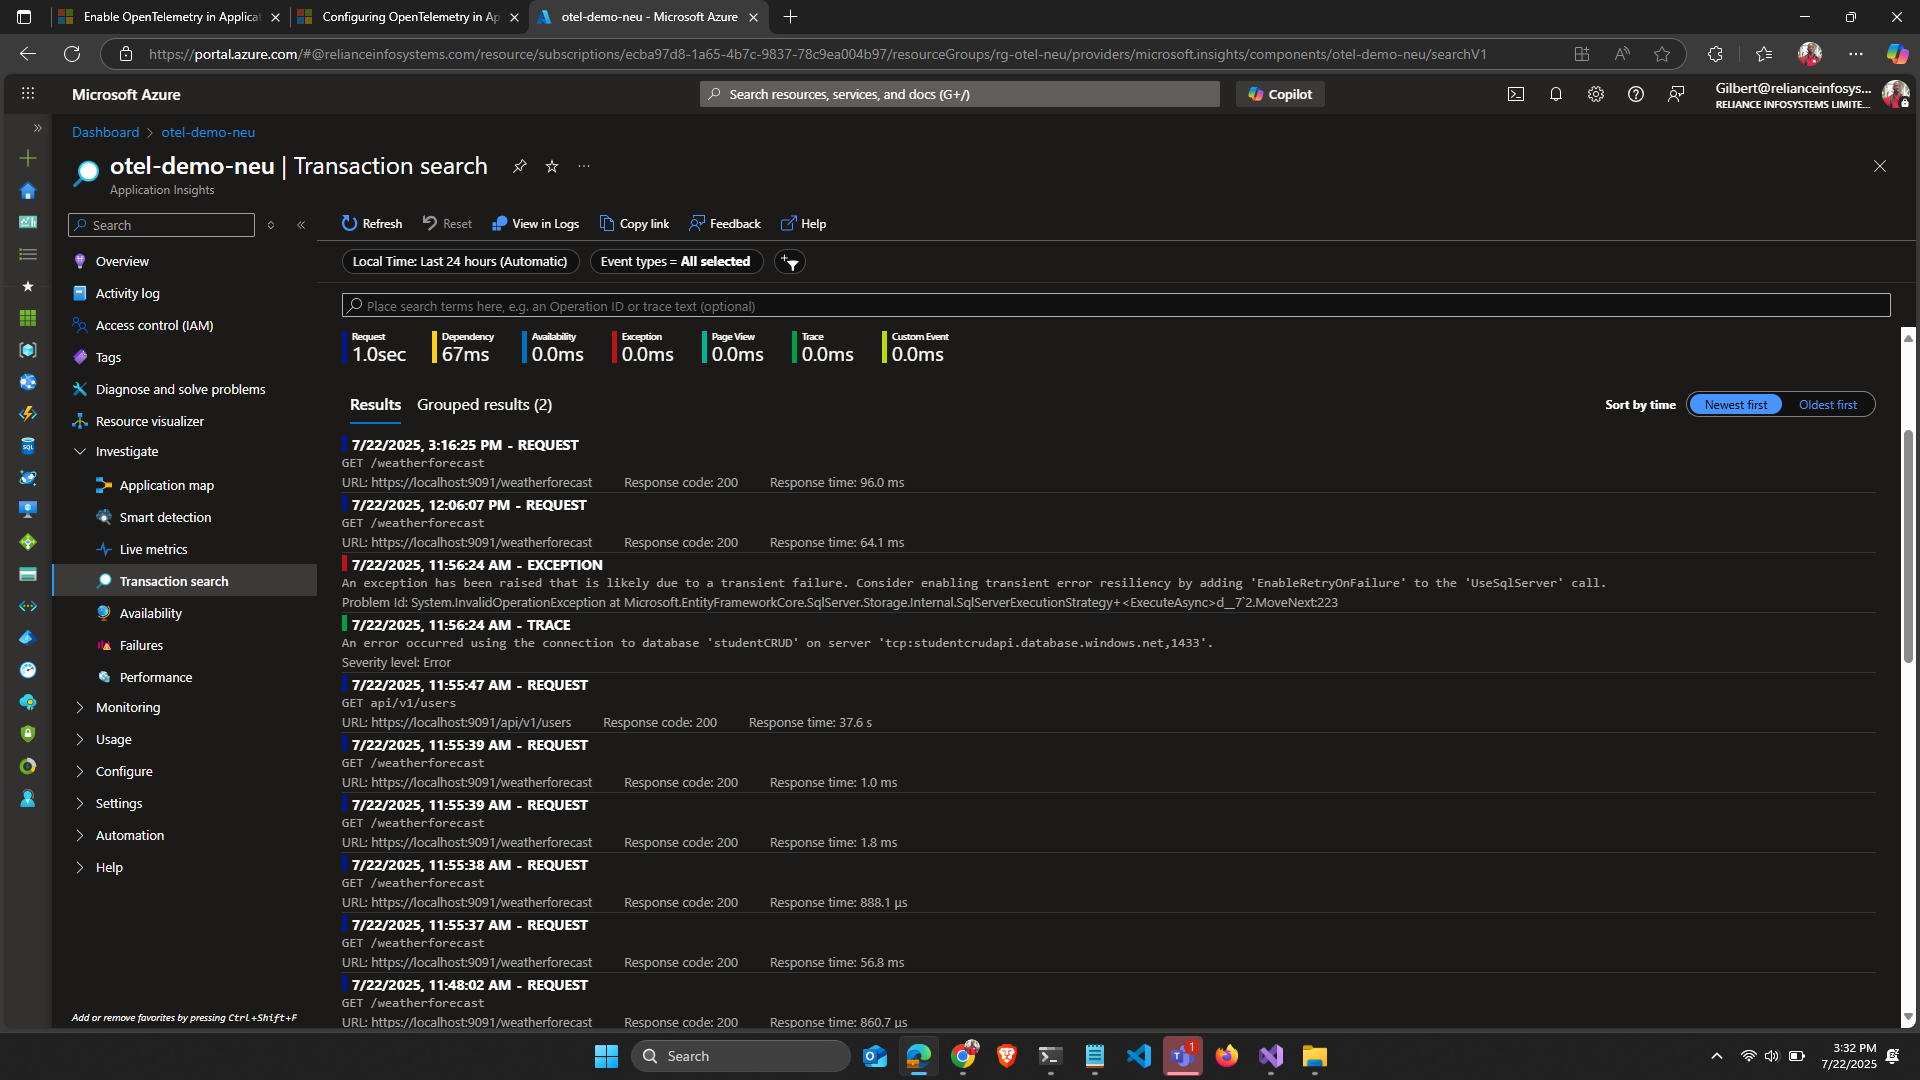 Enable OpenTelemetry in Applicat
Configuring OpenTelemetry in Ap
otel-demo-neu - Microsoft Azure
https://portal.azure.com/#@relianceinfosystems.com/resource/subscriptions/ecba97d8-1a65-4b7c-9837-78c9ea004b97/resourceGroups/rg-otel-neu/providers/microsoft.insights/components/otel-demo-neu/searchV1
Microsoft Azure
Search resources, services, and docs (G+/)
Copilot
Gilbert@relianceinfosys...
RELIANCE INFOSYSTEMS LIMITE...
Dashboard > otel-demo-neu
otel-demo-neu | Transaction search
Application Insights
Search
Refresh
Reset
View in Logs
Copy link
Feedback
Help
Overview
Activity log
Access control (IAM)
Tags
Diagnose and solve problems
Resource visualizer
Investigate
Application map
Smart detection
Live metrics
Transaction search
Availability
Failures
Performance
Monitoring
Usage
Configure
Settings
Automation
Help
Add or remove favorites by pressing Ctrl+Shift+F
Local Time: Last 24 hours (Automatic)
Event types = All selected
Place search terms here, e.g. an Operation ID or trace text (optional)
Request
1.0sec
Dependency
67ms
Availability
0.0ms
Exception
0.0ms
Page View
0.0ms
Trace
0.0ms
Custom Event
0.0ms
Results
Grouped results (2)
Sort by time
Newest first
Oldest first
7/22/2025, 3:16:25 PM - REQUEST
GET /weatherforecast
URL: https://localhost:9091/weatherforecast Response code: 200 Response time: 96.0 ms
7/22/2025, 12:06:07 PM - REQUEST
GET /weatherforecast
URL: https://localhost:9091/weatherforecast Response code: 200 Response time: 64.1 ms
7/22/2025, 11:56:24 AM - EXCEPTION
An exception has been raised that is likely due to a transient failure. Consider enabling transient error resiliency by adding 'EnableRetryOnFailure' to the 'UseSqlServer' call.
Problem Id: System.InvalidOperationException at Microsoft.EntityFrameworkCore.SqlServer.Storage.Internal.SqlServerExecutionStrategy+<ExecuteAsync>d__7`2.MoveNext:223
7/22/2025, 11:56:24 AM - TRACE
An error occurred using the connection to database 'studentCRUD' on server 'tcp:studentcrudapi.database.windows.net,1433'.
Severity level: Error
7/22/2025, 11:55:47 AM - REQUEST
GET api/v1/users
URL: https://localhost:9091/api/v1/users Response code: 200 Response time: 37.6 s
7/22/2025, 11:55:39 AM - REQUEST
GET /weatherforecast
URL: https://localhost:9091/weatherforecast Response code: 200 Response time: 1.0 ms
7/22/2025, 11:55:39 AM - REQUEST
GET /weatherforecast
URL: https://localhost:9091/weatherforecast Response code: 200 Response time: 1.8 ms
7/22/2025, 11:55:38 AM - REQUEST
GET /weatherforecast
URL: https://localhost:9091/weatherforecast Response code: 200 Response time: 888.1 µs
7/22/2025, 11:55:37 AM - REQUEST
GET /weatherforecast
URL: https://localhost:9091/weatherforecast Response code: 200 Response time: 56.8 ms
7/22/2025, 11:48:02 AM - REQUEST
GET /weatherforecast
URL: https://localhost:9091/weatherforecast Response code: 200 Response time: 860.7 µs
Search
1
3:32 PM
7/22/2025